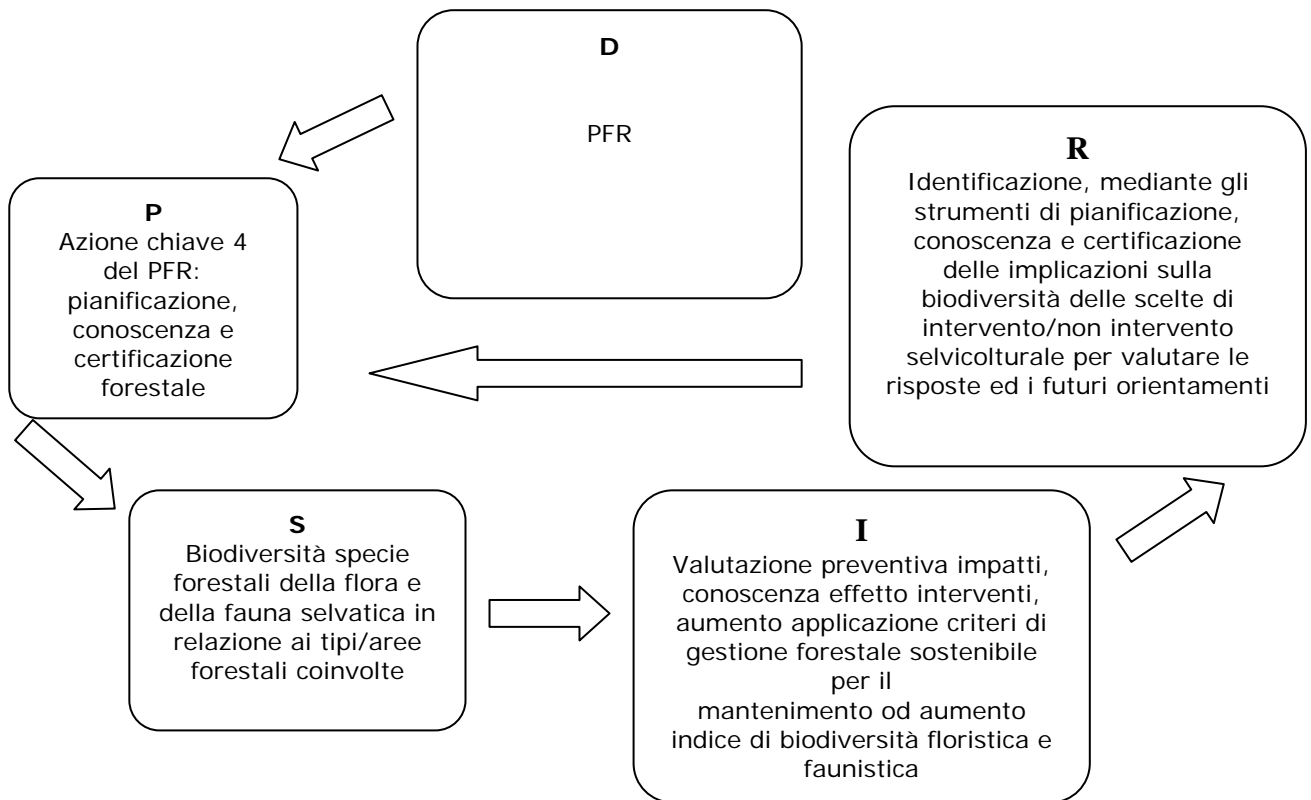 D
PFR
P
Azione chiave 4
del PFR:
pianificazione,
conoscenza e
certificazione
forestale
S
Biodiversità specie
forestali della flora e
della fauna selvatica in
relazione ai tipi/aree
forestali coinvolte
I
Valutazione preventiva impatti,
conoscenza effetto interventi,
aumento applicazione criteri di
gestione forestale sostenibile
per il
mantenimento od aumento
indice di biodiversità floristica e
faunistica
R
Identificazione, mediante gli
strumenti di pianificazione,
conoscenza e certificazione
delle implicazioni sulla
biodiversità delle scelte di
intervento/non intervento
selvicolturale per valutare le
risposte ed i futuri orientamenti